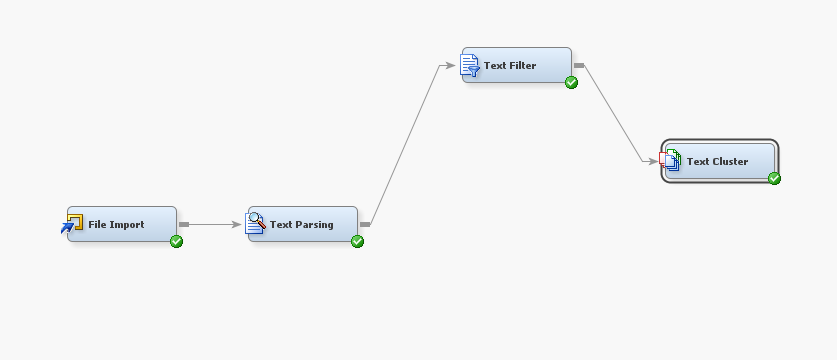 File Import
Text Parsing
Text Filter
Text Cluster